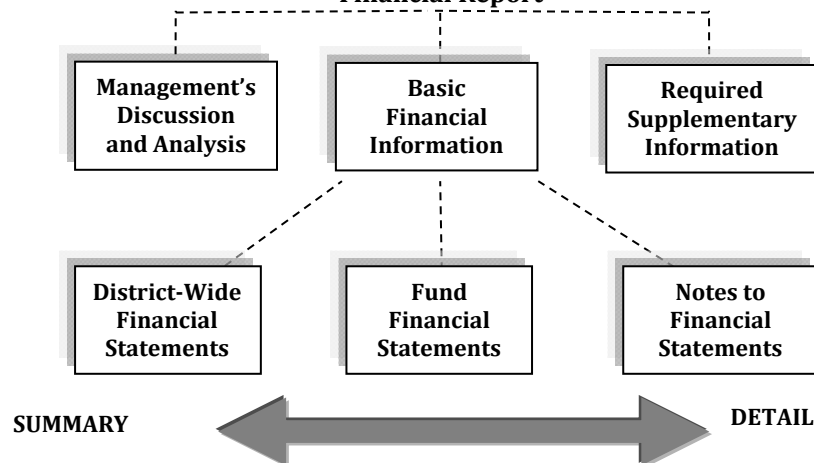 Financial Report
Management’s
Discussion
and Analysis
Basic
Financial
Information
Required
Supplementary
Information
District-Wide
Financial
Statements
Fund
Financial
Statements
Notes to
Financial
Statements
SUMMARY
DETAIL